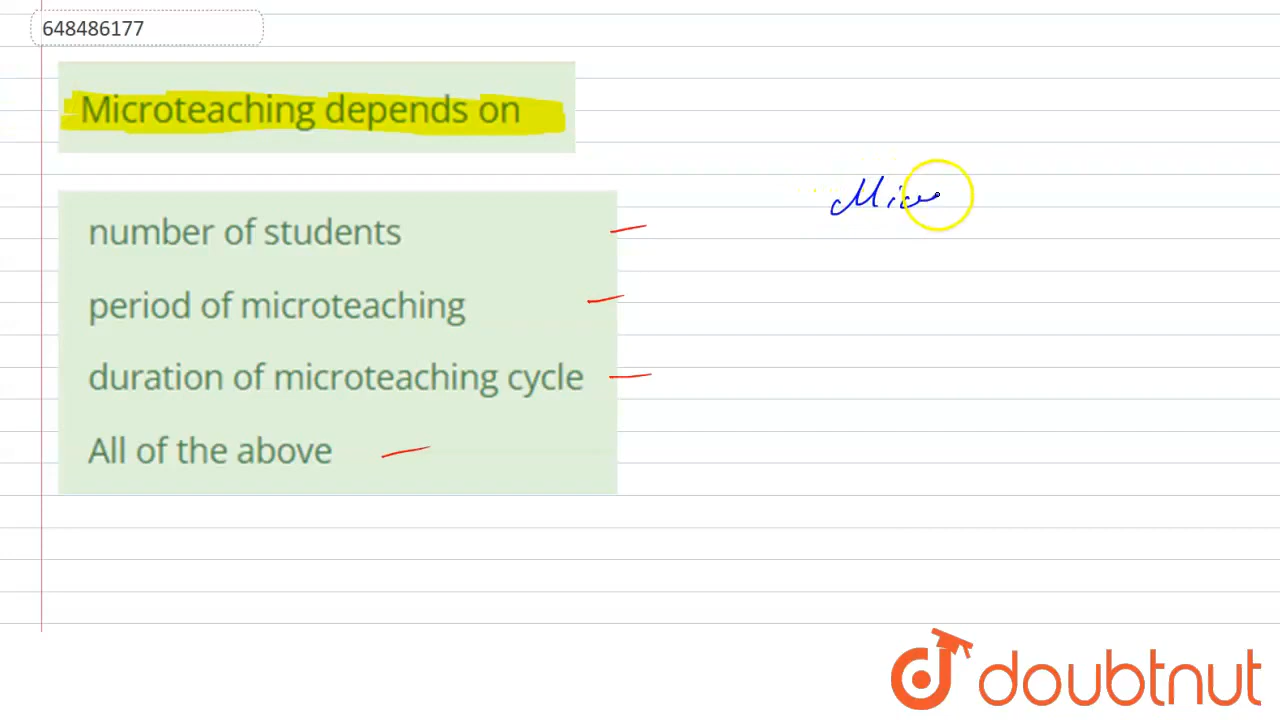 648486177
Microteaching depends on
number of students
period of microteaching
duration of microteaching cycle
All of the above
doubtnut